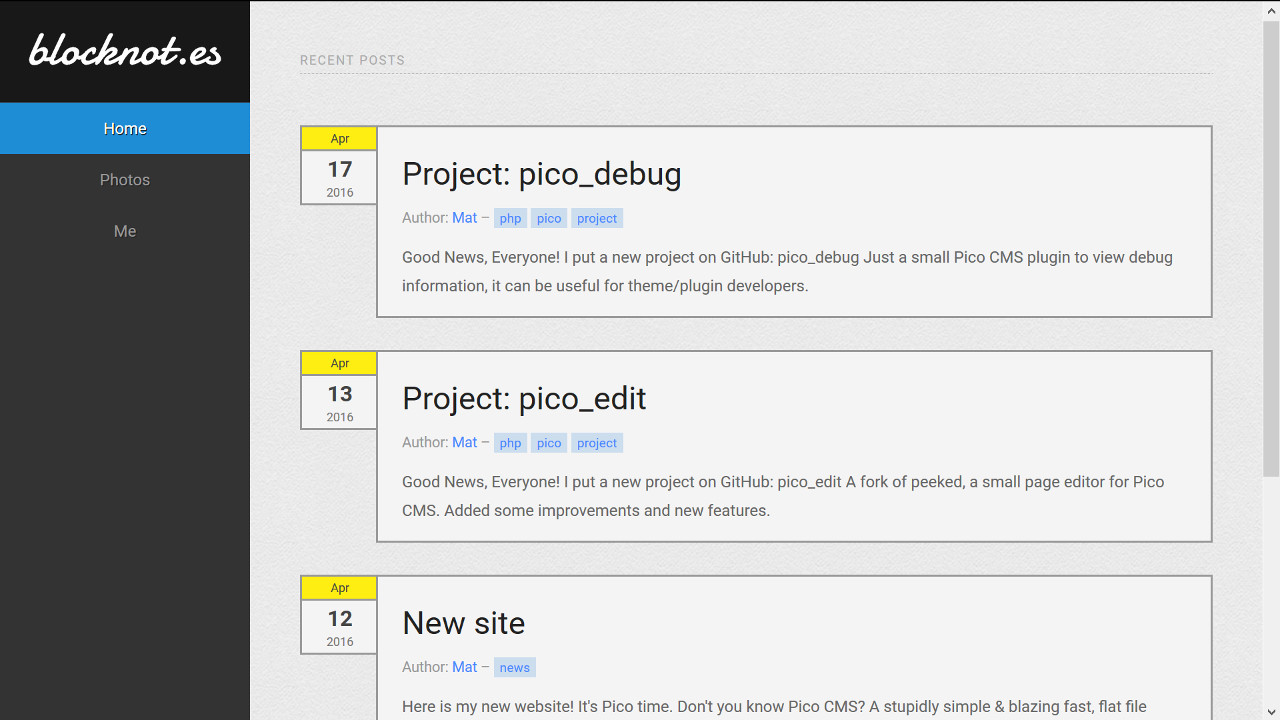 blocknot.es
Home
Photos
Me
RECENT POSTS
Apr
17
2016
Project: pico_debug
Author: Mat – php pico project
Good News, Everyone! I put a new project on GitHub: pico_debug Just a small Pico CMS plugin to view debug
information, it can be useful for theme/plugin developers.
Apr
13
2016
Project: pico_edit
Author: Mat – php pico project
Good News, Everyone! I put a new project on GitHub: pico_edit A fork of peeked, a small page editor for Pico
CMS. Added some improvements and new features.
Apr
12
2016
New site
Author: Mat – news
Here is my new website! It's Pico time. Don't you know Pico CMS? A stupidly simple & blazing fast, flat file